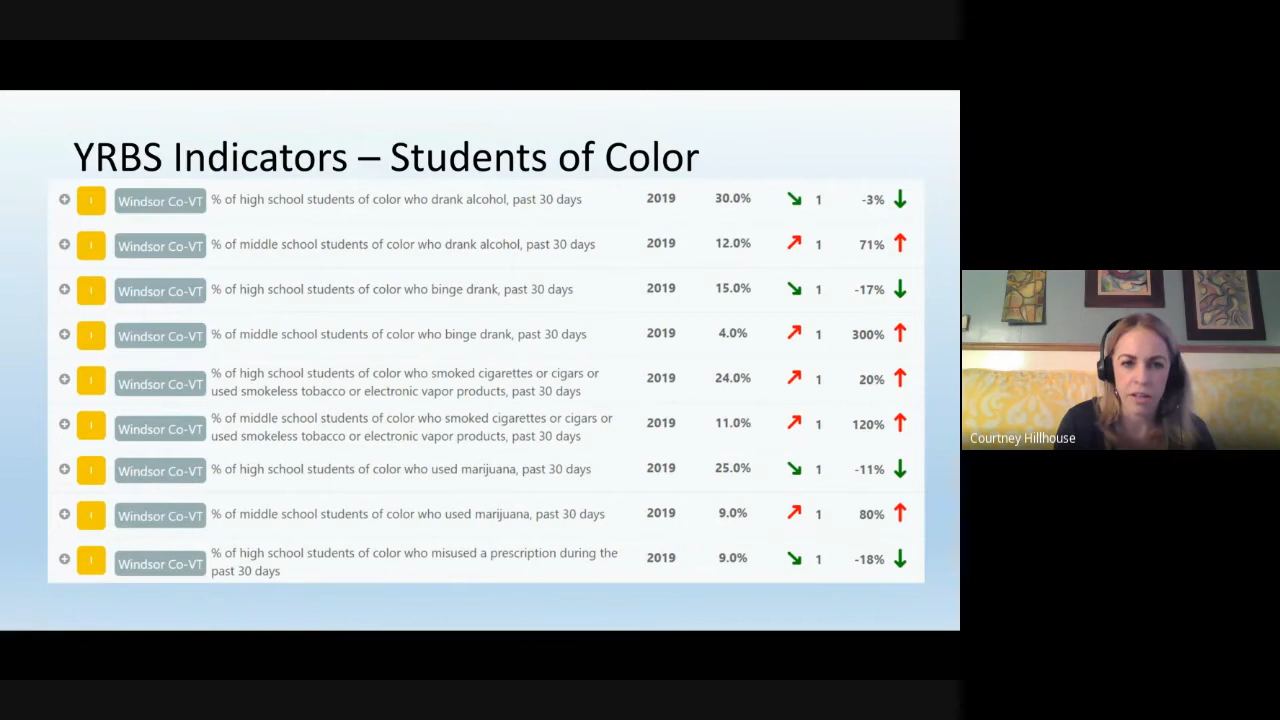 YRBS Indicators – Students of Color
I Windsor Co-VT % of high school students of color who drank alcohol, past 30 days 2019 30.0% 1 -3%
I Windsor Co-VT % of middle school students of color who drank alcohol, past 30 days 2019 12.0% 1 71%
I Windsor Co-VT % of high school students of color who binge drank, past 30 days 2019 15.0% 1 -17%
I Windsor Co-VT % of middle school students of color who binge drank, past 30 days 2019 4.0% 1 300%
I Windsor Co-VT % of high school students of color who smoked cigarettes or cigars or 2019 24.0% 1 20%
used smokeless tobacco or electronic vapor products, past 30 days
I Windsor Co-VT % of middle school students of color who smoked cigarettes or cigars or 2019 11.0% 1 120%
used smokeless tobacco or electronic vapor products, past 30 days
I Windsor Co-VT % of high school students of color who used marijuana, past 30 days 2019 25.0% 1 -11%
I Windsor Co-VT % of middle school students of color who used marijuana, past 30 days 2019 9.0% 1 80%
I Windsor Co-VT % of high school students of color who misused a prescription during the 2019 9.0% 1 -18%
past 30 days
Courtney Hillhouse